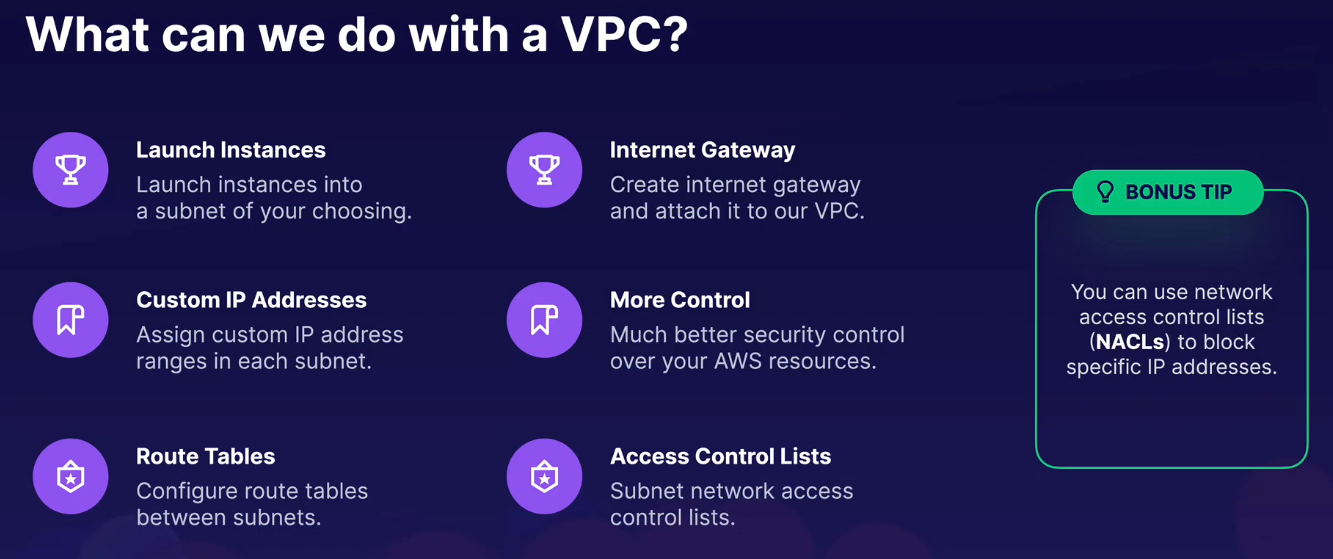 What can we do with a VPC?
Launch Instances
Launch instances into
a subnet of your choosing.
Internet Gateway
Create internet gateway
and attach it to our VPC.
Custom IP Addresses
Assign custom IP address
ranges in each subnet.
More Control
Much better security control
over your AWS resources.
Route Tables
Configure route tables
between subnets.
Access Control Lists
Subnet network access
control lists.
BONUS TIP
You can use network
access control lists
(NACLs) to block
specific IP addresses.